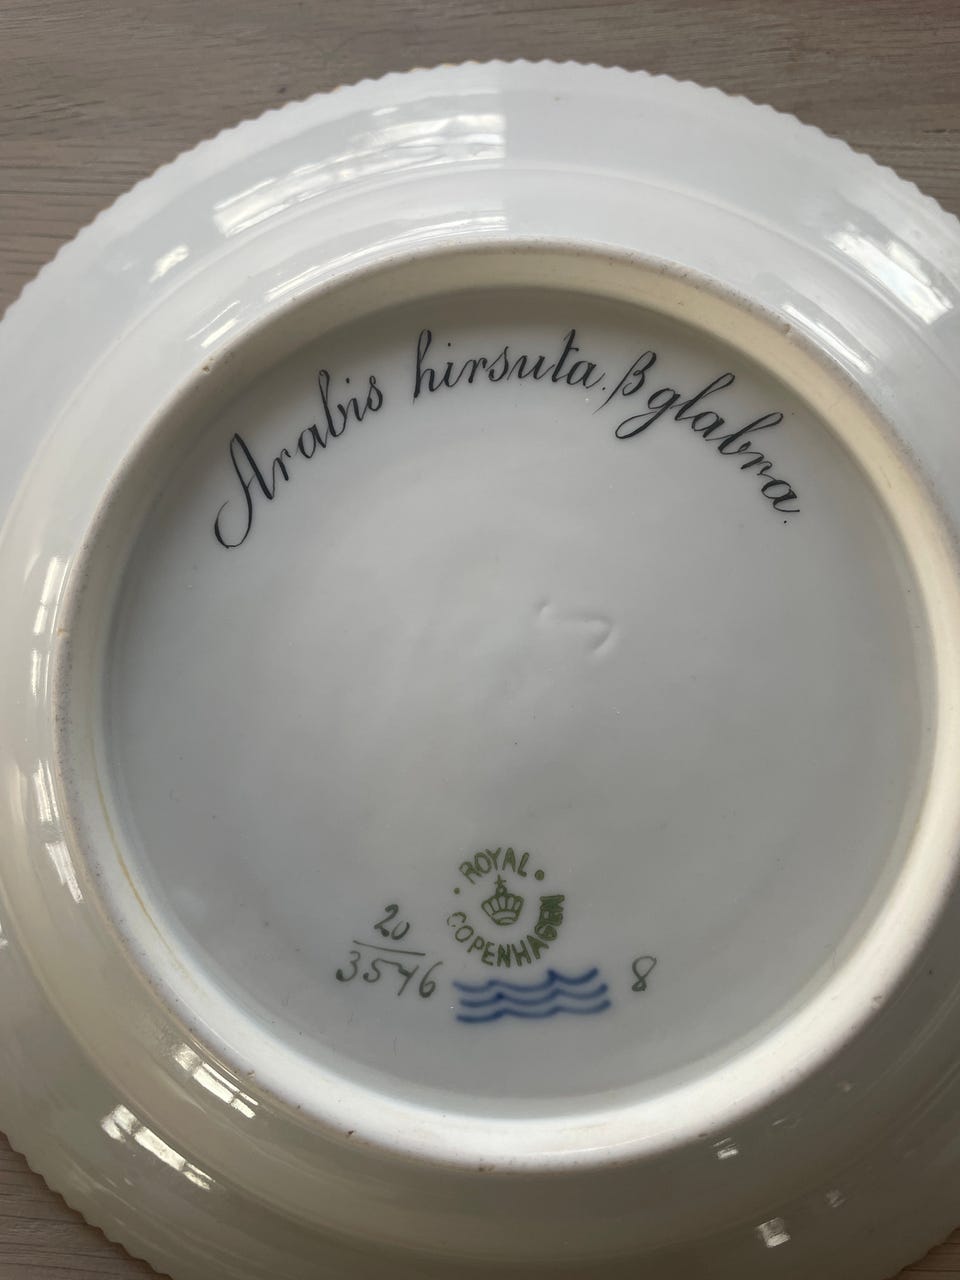 Arabis hirsuta. β glabra.
· ROYAL ·
COPENHAGEN
20
3546
8